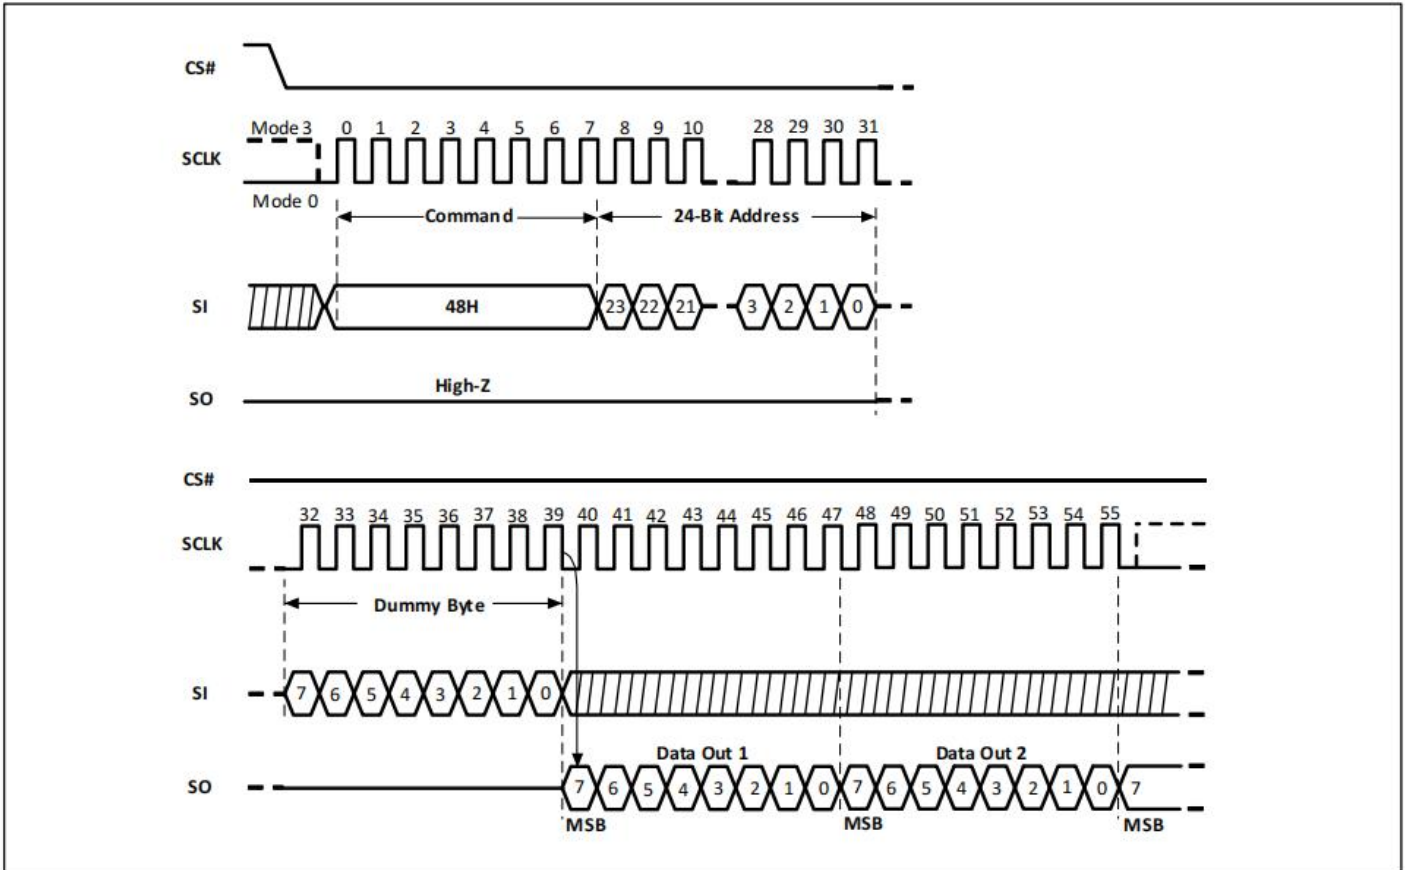 CS#
Mode 3 0 1 2 3 4 5 6 7 8 9 10 28 29 30 31
SCLK
Mode 0
Command 24-Bit Address
SI 48H 23 22 21 3 2 1 0
High-Z
SO
CS#
32 33 34 35 36 37 38 39 40 41 42 43 44 45 46 47 48 49 50 51 52 53 54 55
SCLK
Dummy Byte
SI 7 6 5 4 3 2 1 0
Data Out 1 Data Out 2
SO 7 6 5 4 3 2 1 0 7 6 5 4 3 2 1 0 7
MSB MSB MSB